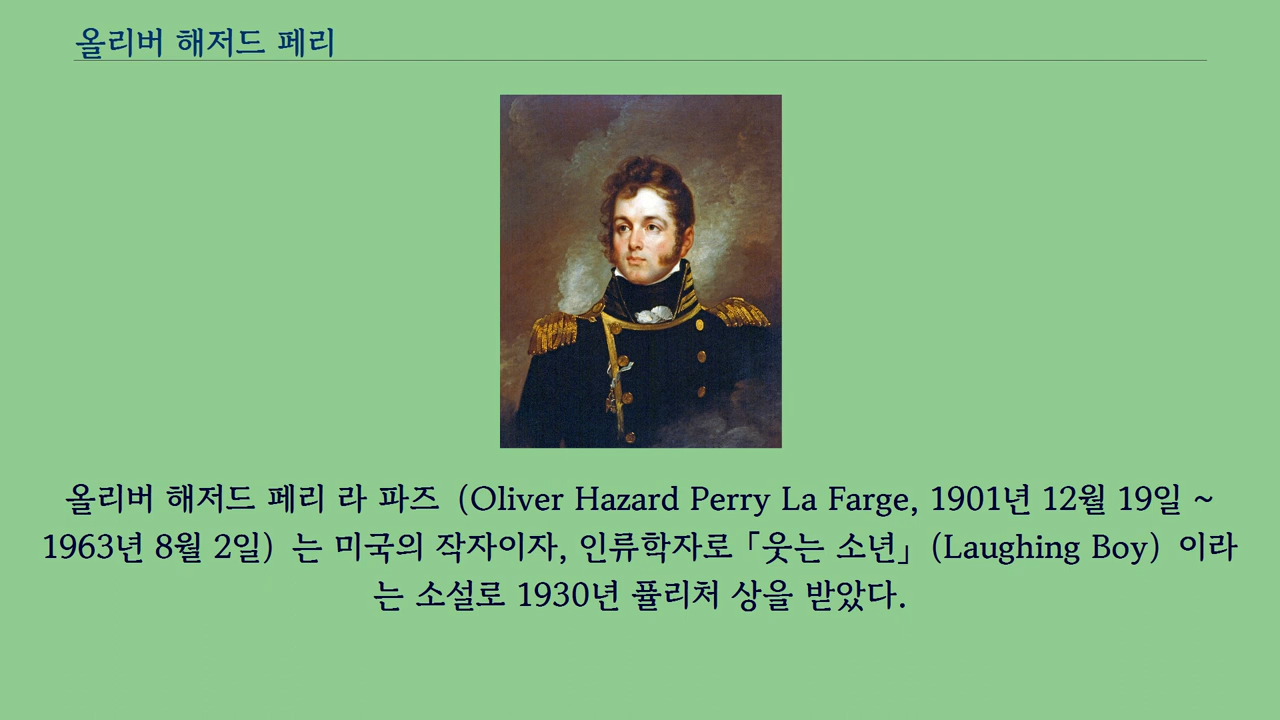 올리버 해저드 페리
올리버 해저드 페리 라 파즈 (Oliver Hazard Perry La Farge, 1901년 12월 19일 ~
1963년 8월 2일) 는 미국의 작자이자, 인류학자로「웃는 소년」(Laughing Boy) 이라
는 소설로 1930년 퓰리처 상을 받았다.